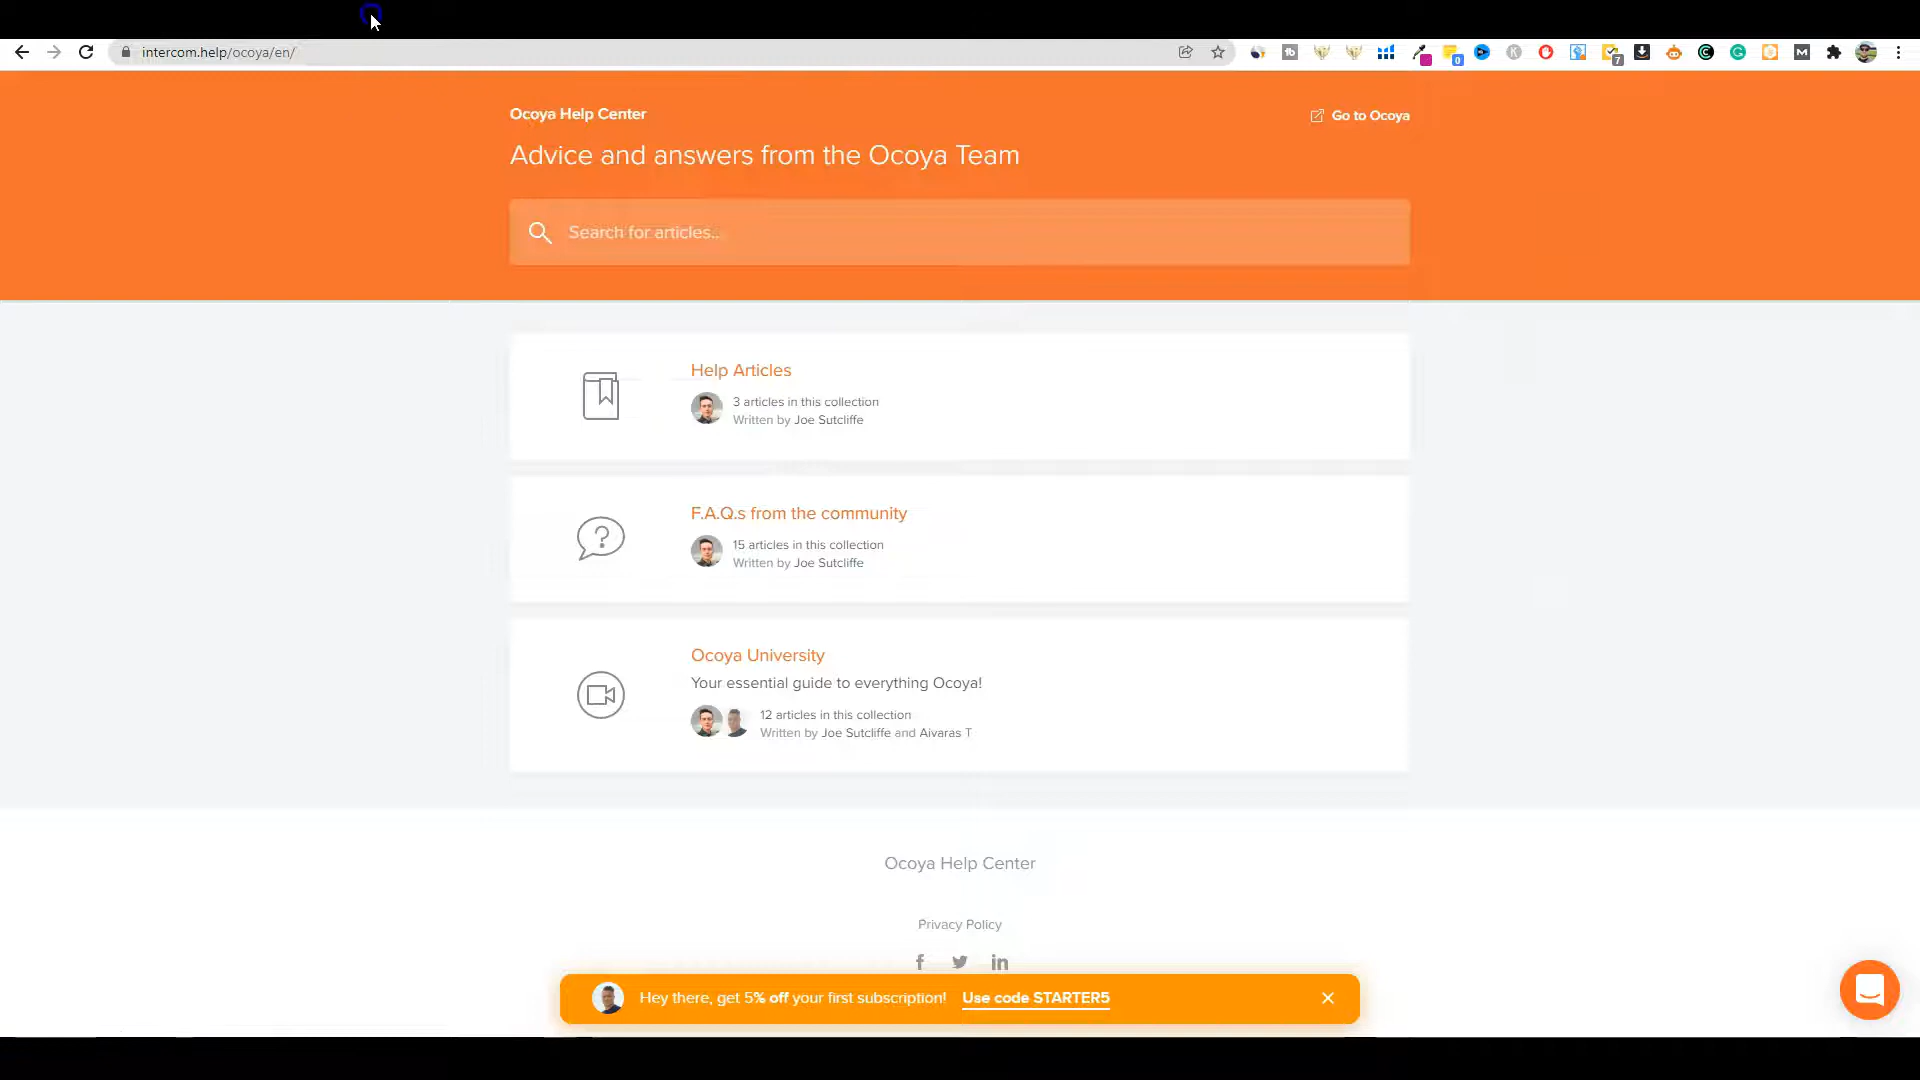 intercom.help/ocoya/en/
0
7
Ocoya Help Center
Go to Ocoya
Advice and answers from the Ocoya Team
Search for articles...
Help Articles
3 articles in this collection
Written by Joe Sutcliffe
F.A.Q.s from the community
15 articles in this collection
Written by Joe Sutcliffe
Ocoya University
Your essential guide to everything Ocoya!
12 articles in this collection
Written by Joe Sutcliffe and Aivaras T
Ocoya Help Center
Privacy Policy
Hey there, get 5% off your first subscription! Use code STARTER5